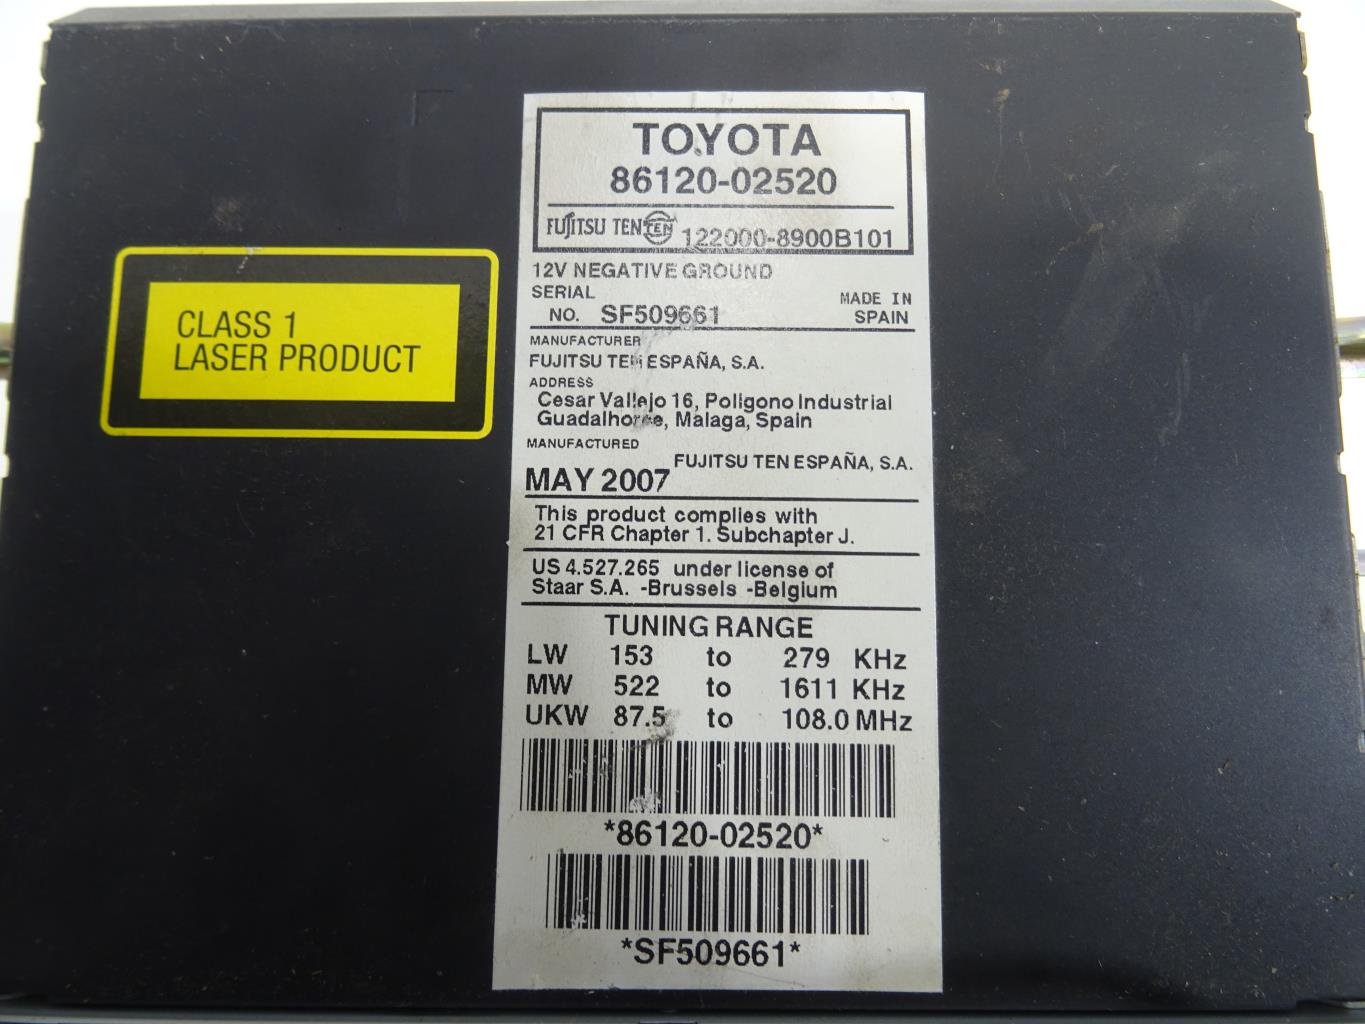 CLASS 1
LASER PRODUCT
TOYOTA
86120-02520
FUJITSU TEN TEN 122000-8900B101
12V NEGATIVE GROUND
SERIAL
NO. SF509661
MADE IN
SPAIN
MANUFACTURER
FUJITSU TEN ESPAÑA, S.A.
ADDRESS
Cesar Vallejo 16, Poligono Industrial
Guadalhorce, Malaga, Spain
MANUFACTURED
FUJITSU TEN ESPAÑA, S.A.
MAY 2007
This product complies with
21 CFR Chapter 1. Subchapter J.
US 4.527.265 under license of
Staar S.A. -Brussels -Belgium
TUNING RANGE
LW 153 to 279 KHz
MW 522 to 1611 KHz
UKW 87.5 to 108.0 MHz
*86120-02520*
*SF509661*